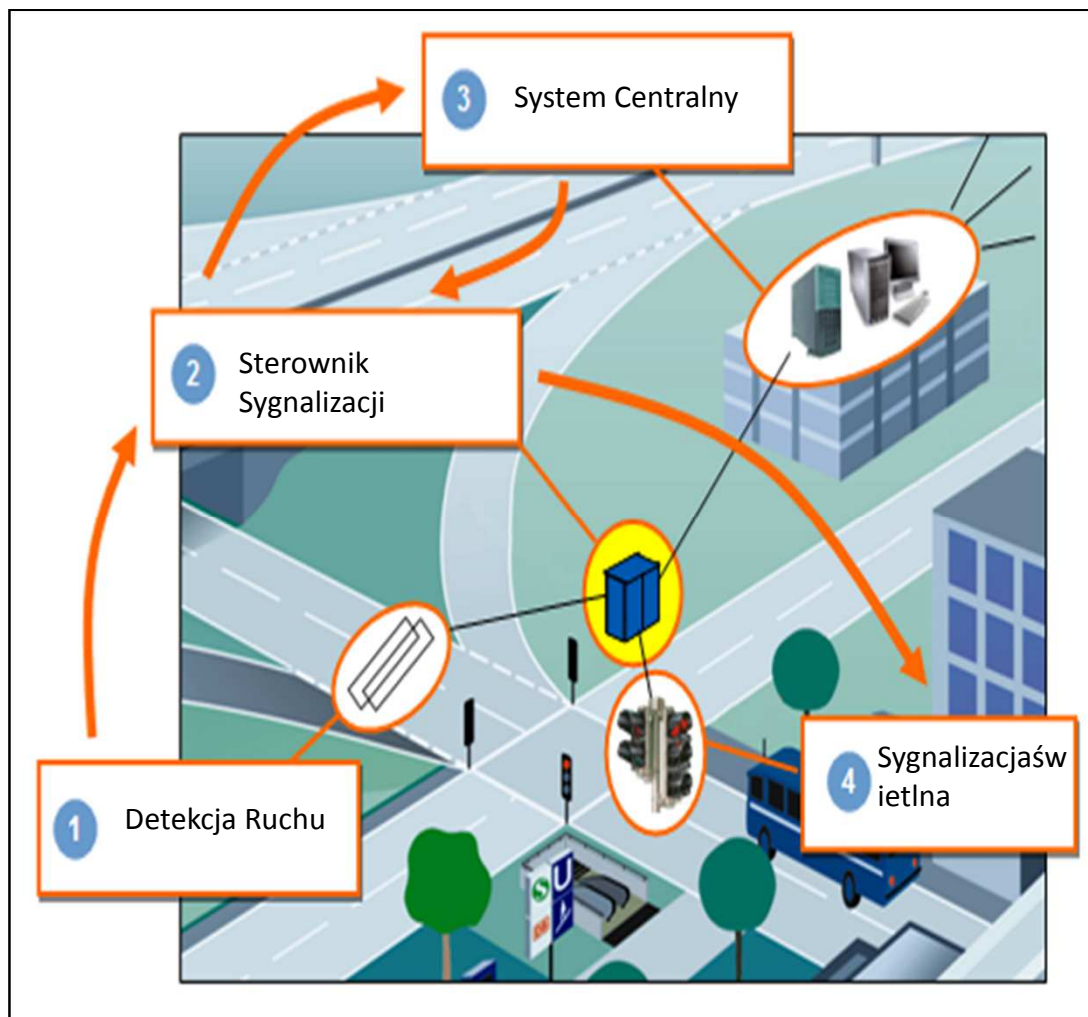 3 System Centralny
2 Sterownik
Sygnalizacji
4 Sygnalizacjaśw
ietlna
1 Detekcja Ruchu
S U